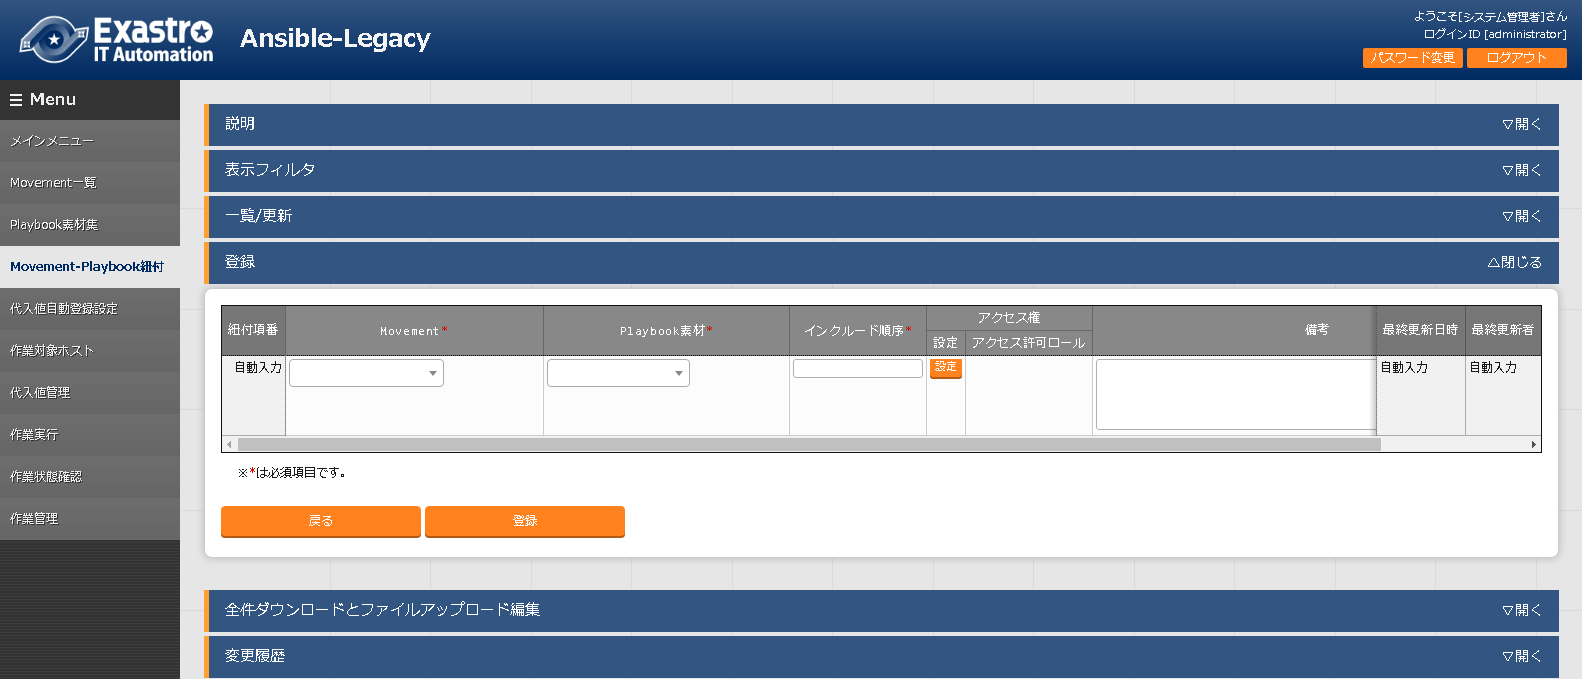 Exastro
IT Automation
Ansible-Legacy
ようこそ[システム管理者]さん
ログインID [administrator]
パスワード変更
ログアウト
Menu
メインメニュー
Movement一覧
Playbook素材集
Movement-Playbook紐付
代入値自動登録設定
作業対象ホスト
代入値管理
作業実行
作業状態確認
作業管理
説明
▽開く
表示フィルタ
▽開く
一覧/更新
▽開く
登録
△閉じる
紐付項番
Movement*
Playbook素材*
インクルード順序*
アクセス権
設定
アクセス許可ロール
備考
最終更新日時
最終更新者
自動入力
設定
自動入力
自動入力
※*は必須項目です。
戻る
登録
全件ダウンロードとファイルアップロード編集
▽開く
変更履歴
▽開く